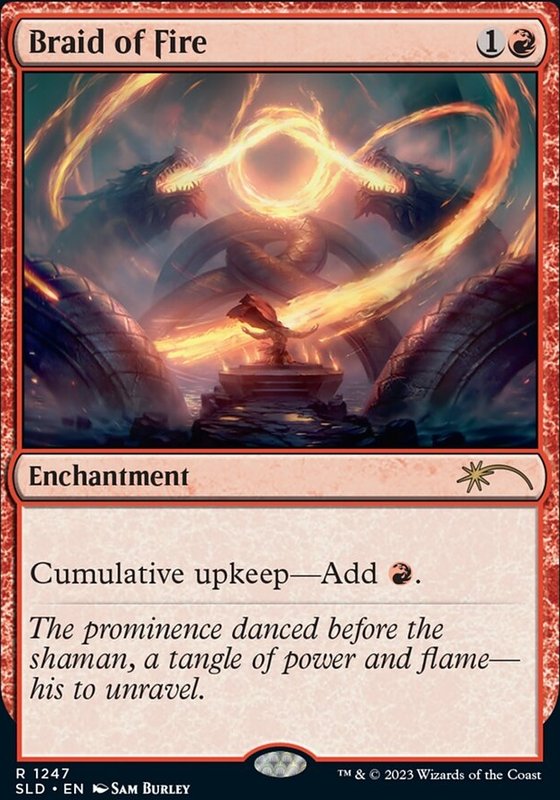 Braid of Fire 1
Enchantment
Cumulative upkeep—Add .
The prominence danced before the
shaman, a tangle of power and flame—
his to unravel.
R 1247
SLD • EN Sam Burley
™ & © 2023 Wizards of the Coast